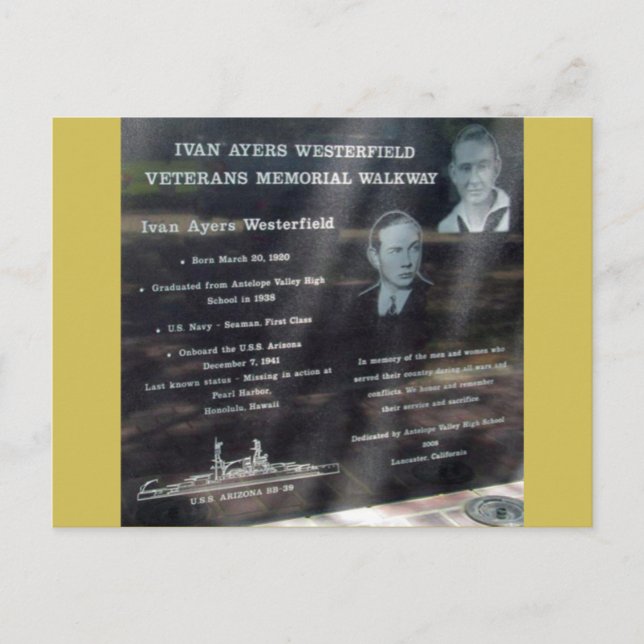 IVAN AYERS WESTERFIELD
VETERANS MEMORIAL WALKWAY
Ivan Ayers Westerfield
• Born March 20, 1920
• Graduated from Antelope Valley High
School in 1938
• U.S. Navy - Seaman, First Class
• Onboard the U.S.S. Arizona
December 7, 1941
Last known status - Missing in action at
Pearl Harbor,
Honolulu, Hawaii
U.S.S. ARIZONA BB-39
In memory of the men and women who
served their country during all wars and
conflicts. We honor and remember
their service and sacrifice.
Dedicated by Antelope Valley High School
2008
Lancaster, California